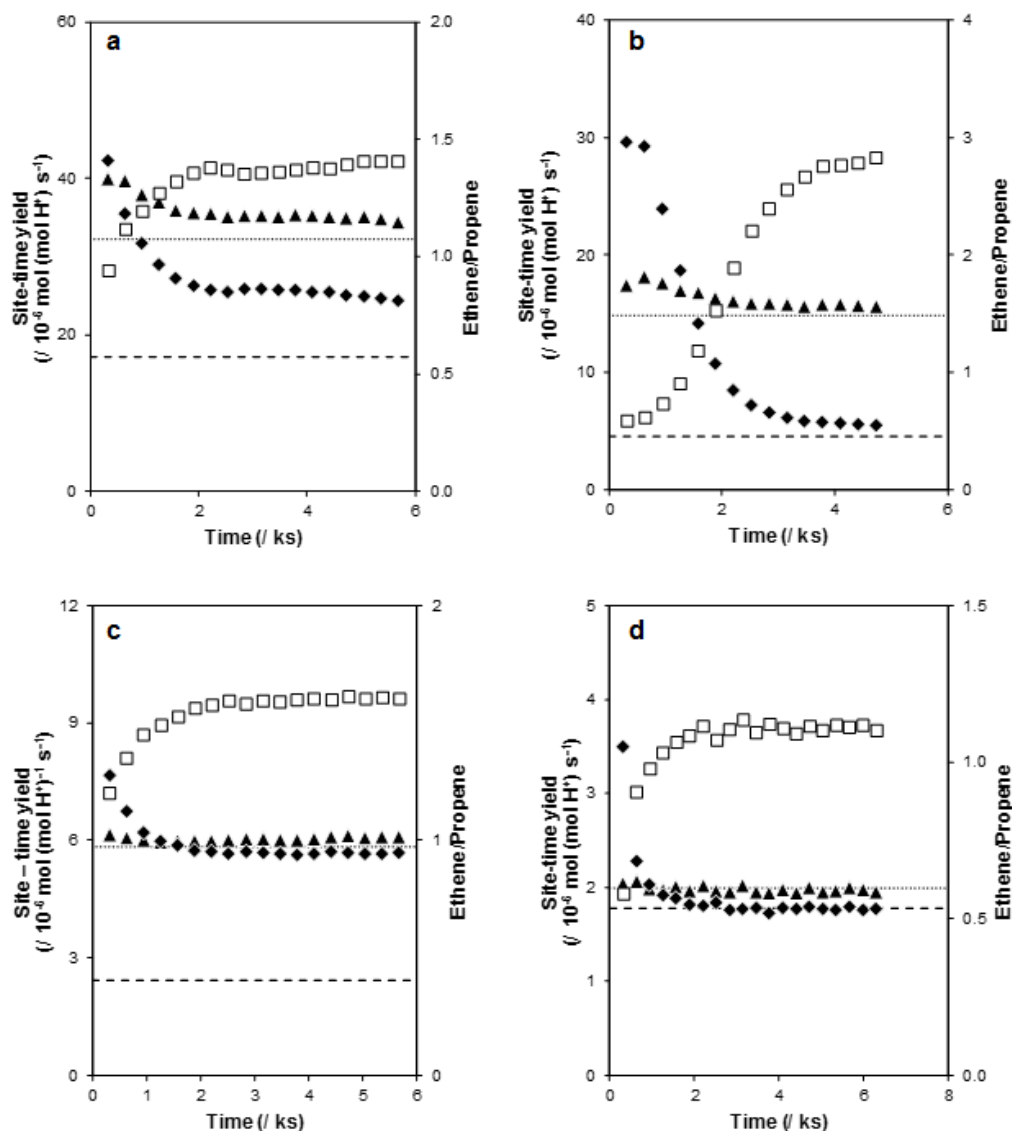 a
60
40
20
0
2.0
1.5
1.0
0.5
0.0
0 2 4 6
Time (/ ks)
Site-time yield
(/ 10⁻⁶ mol (mol H⁺) s⁻¹)
Ethene/Propene
b
40
30
20
10
0
4
3
2
1
0
0 2 4 6
Time (/ ks)
Site-time yield
(/ 10⁻⁶ mol (mol H⁺) s⁻¹)
Ethene/Propene
c
12
9
6
3
0
2
1
0
0 1 2 3 4 5 6
Time (/ ks)
Site – time yield
(/ 10⁻⁶ mol (mol H⁺)⁻¹ s⁻¹)
Ethene/Propene
d
5
4
3
2
1
0
1.5
1.0
0.5
0.0
0 2 4 6 8
Time (/ ks)
Site-time yield
(/ 10⁻⁶ mol (mol H⁺) s⁻¹)
Ethene/Propene